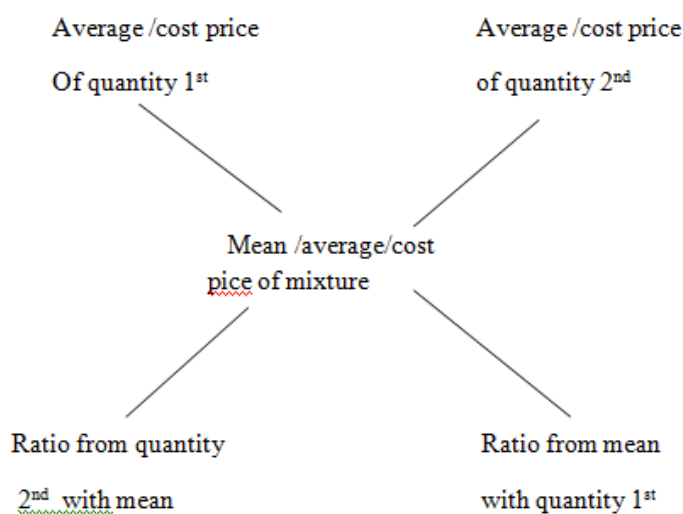 Average /cost price
Of quantity 1st
Average /cost price
of quantity 2nd
Mean /average/cost
pice of mixture
Ratio from quantity
2nd with mean
Ratio from mean
with quantity 1st